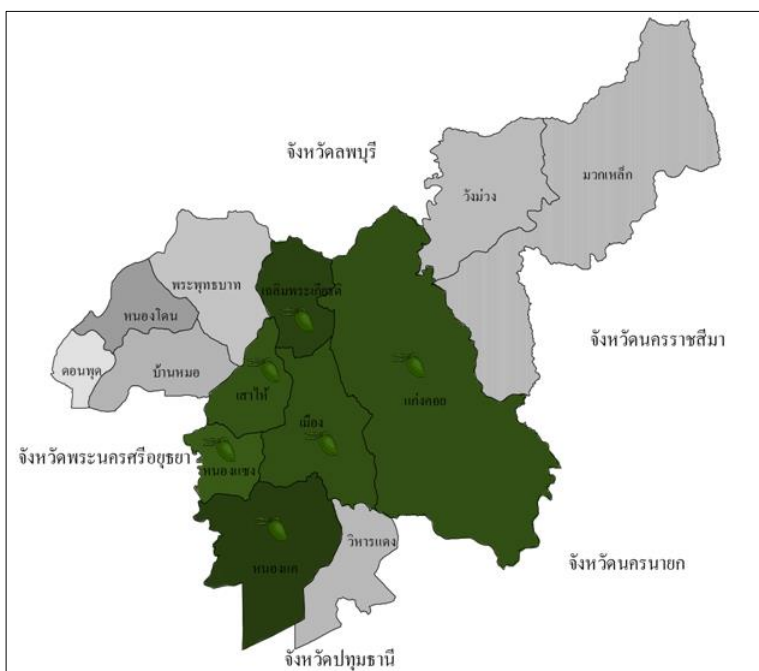 จังหวัดลพบุรี
มวกเหล็ก
วังม่วง
พระพุทธบาท
เฉลิมพระเกียรติ
หนองโดน
จังหวัดนครราชสีมา
ดอนพุด
บ้านหมอ
เสาไห้
แก่งคอย
เมือง
จังหวัดพระนครศรีอยุธยา
หนองแซง
วิหารแดง
หนองแค
จังหวัดนครนายก
จังหวัดปทุมธานี